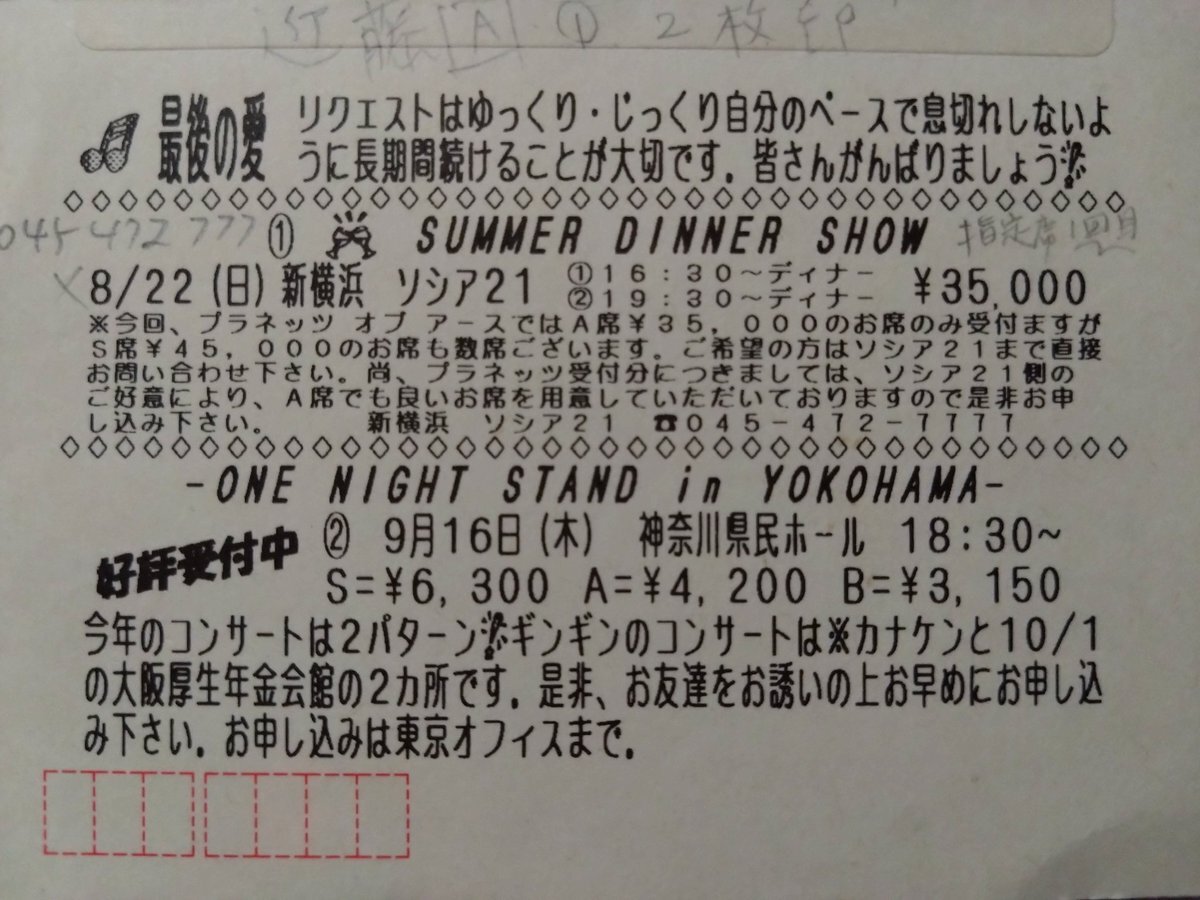 近藤 A ① 2枚
最後の愛 リクエストはゆっくり・じっくり自分のペースで息切れしないよ
うに長期間続けることが大切です。皆さんがんばりましょう
045 472 777 ① SUMMER DINNER SHOW 指定席1回目
8/22(日)新横浜 ソシア21 ①16:30~ディナー ¥35,000
②19:30~ディナー
※今回、プラネッツ オブ アースではA席¥35,000のお席のみ受付ますが
S席¥45,000のお席も数席ございます。ご希望の方はソシア21まで直接
お問い合わせ下さい。尚、プラネッツ受付分につきましては、ソシア21側の
ご好意により、A席でも良いお席を用意していただいておりますので是非お申
し込み下さい。 新横浜 ソシア21 ☎045-472-7777
-ONE NIGHT STAND in YOKOHAMA-
好評受付中 ② 9月16日(木) 神奈川県民ホール 18:30~
S=¥6,300 A=¥4,200 B=¥3,150
今年のコンサートは2パターン ギンギンのコンサートは※カナケンと10/1
の大阪厚生年金会館の2カ所です。是非、お友達をお誘いの上お早めにお申し込
み下さい。お申し込みは東京オフィスまで。